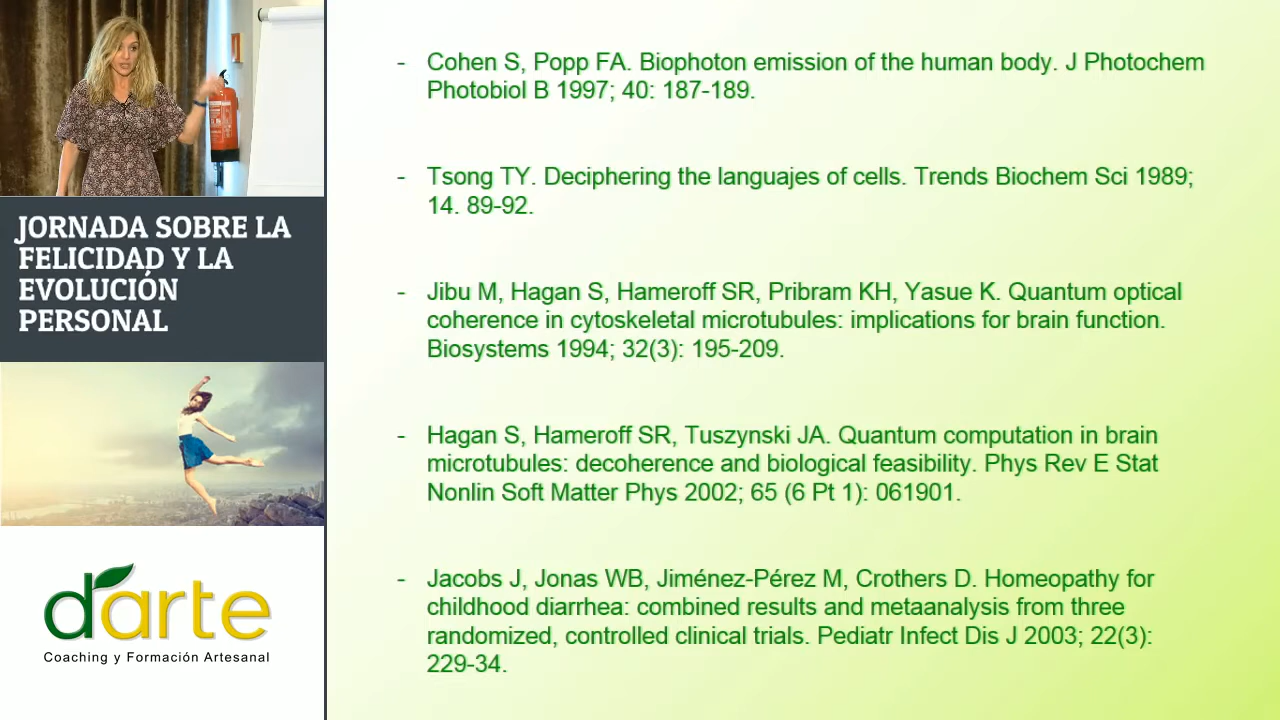 JORNADA SOBRE LA
FELICIDAD Y LA
EVOLUCIÓN
PERSONAL
d'arte
Coaching y Formación Artesanal
- Cohen S, Popp FA. Biophoton emission of the human body. J Photochem
Photobiol B 1997; 40: 187-189.
- Tsong TY. Deciphering the languajes of cells. Trends Biochem Sci 1989;
14. 89-92.
- Jibu M, Hagan S, Hameroff SR, Pribram KH, Yasue K. Quantum optical
coherence in cytoskeletal microtubules: implications for brain function.
Biosystems 1994; 32(3): 195-209.
- Hagan S, Hameroff SR, Tuszynski JA. Quantum computation in brain
microtubules: decoherence and biological feasibility. Phys Rev E Stat
Nonlin Soft Matter Phys 2002; 65 (6 Pt 1): 061901.
- Jacobs J, Jonas WB, Jiménez-Pérez M, Crothers D. Homeopathy for
childhood diarrhea: combined results and metaanalysis from three
randomized, controlled clinical trials. Pediatr Infect Dis J 2003; 22(3):
229-34.